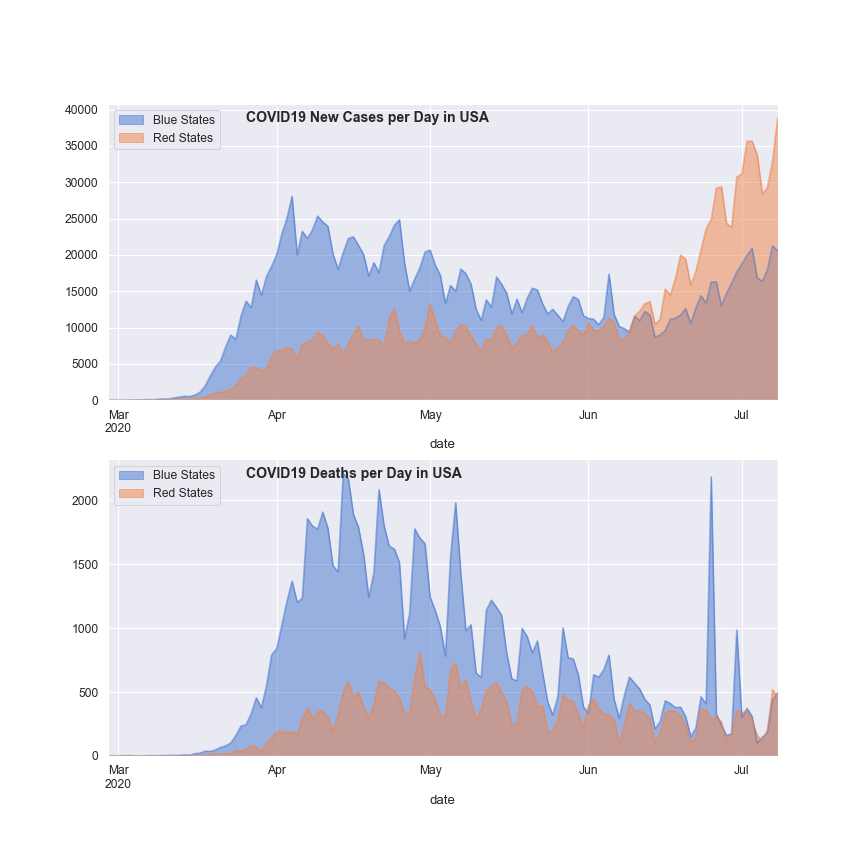 COVID19 New Cases per Day in USA
Blue States
Red States
40000
35000
30000
25000
20000
15000
10000
5000
0
Mar Apr May Jun Jul
2020
date
COVID19 Deaths per Day in USA
Blue States
Red States
2000
1500
1000
500
0
Mar Apr May Jun Jul
2020
date